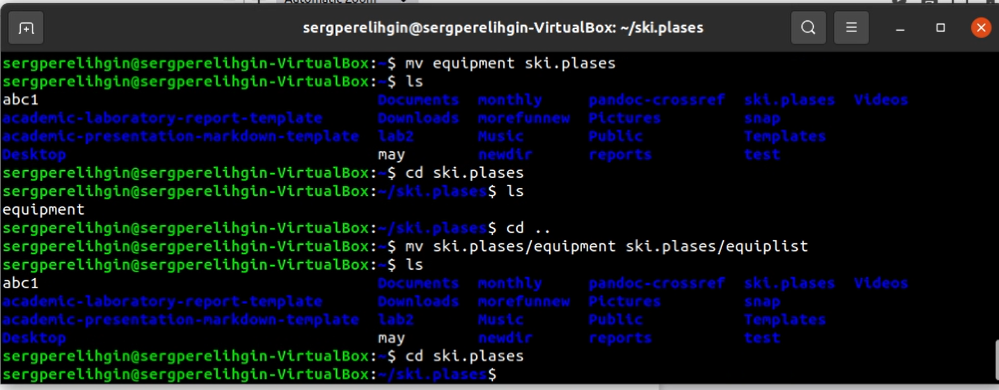 Automatic Zoom
sergperelihgin@sergperelihgin-VirtualBox: ~/ski.plases
sergperelihgin@sergperelihgin-VirtualBox:~$ mv equipment ski.plases
sergperelihgin@sergperelihgin-VirtualBox:~$ ls
abc1 Documents monthly pandoc-crossref ski.plases Videos
academic-laboratory-report-template Downloads morefunnew Pictures snap
academic-presentation-markdown-template lab2 Music Public Templates
Desktop may newdir reports test
sergperelihgin@sergperelihgin-VirtualBox:~$ cd ski.plases
sergperelihgin@sergperelihgin-VirtualBox:~/ski.plases$ ls
equipment
sergperelihgin@sergperelihgin-VirtualBox:~/ski.plases$ cd ..
sergperelihgin@sergperelihgin-VirtualBox:~$ mv ski.plases/equipment ski.plases/equiplist
sergperelihgin@sergperelihgin-VirtualBox:~$ ls
abc1 Documents monthly pandoc-crossref ski.plases Videos
academic-laboratory-report-template Downloads morefunnew Pictures snap
academic-presentation-markdown-template lab2 Music Public Templates
Desktop may newdir reports test
sergperelihgin@sergperelihgin-VirtualBox:~$ cd ski.plases
sergperelihgin@sergperelihgin-VirtualBox:~/ski.plases$